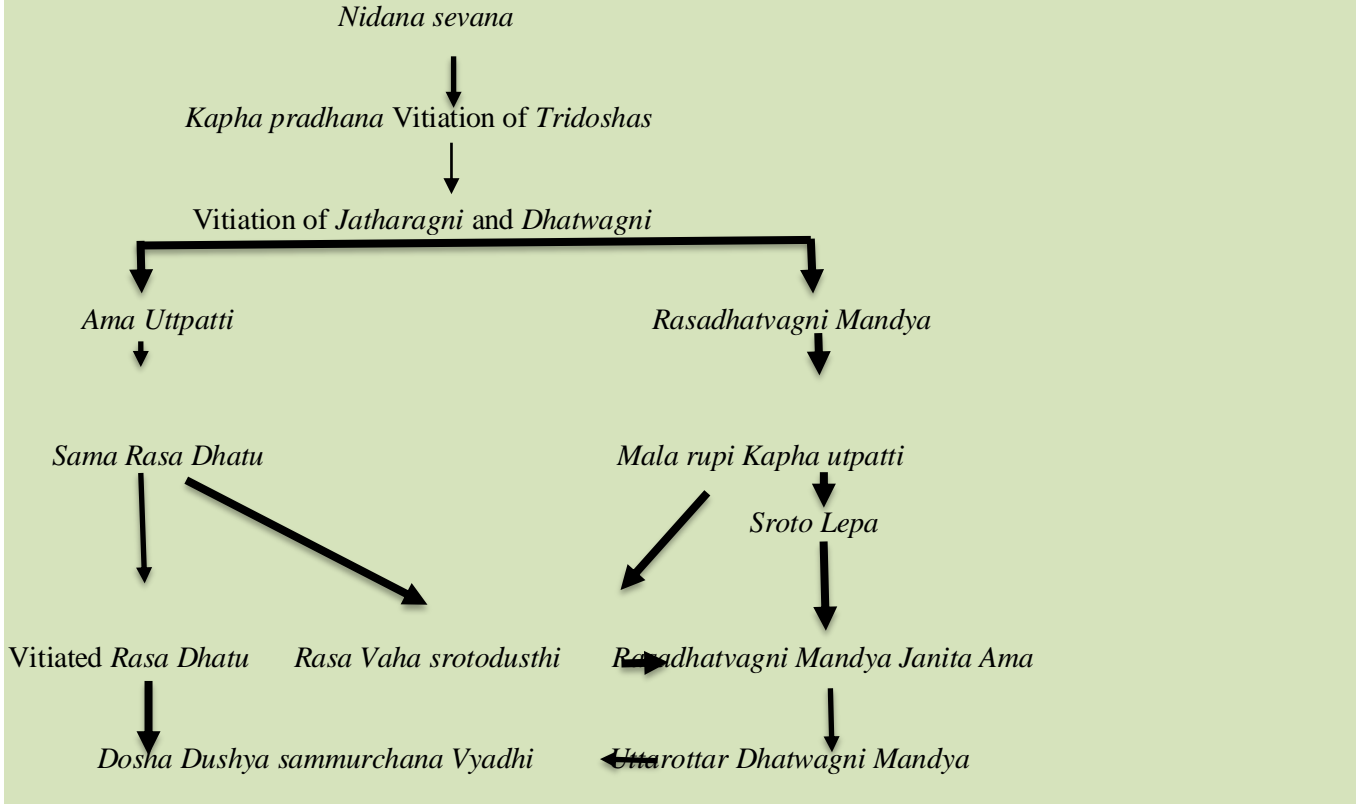 Nidana sevana
Kapha pradhana Vitiation of Tridoshas
Vitiation of Jatharagni and Dhatwagni
Ama Uttpatti Rasadhatvagni Mandya
Sama Rasa Dhatu Mala rupi Kapha utpatti
Sroto Lepa
Vitiated Rasa Dhatu Rasa Vaha srotodusthi Rasadhatvagni Mandya Janita Ama
Dosha Dushya sammurchana Vyadhi Uttarottar Dhatwagni Mandya